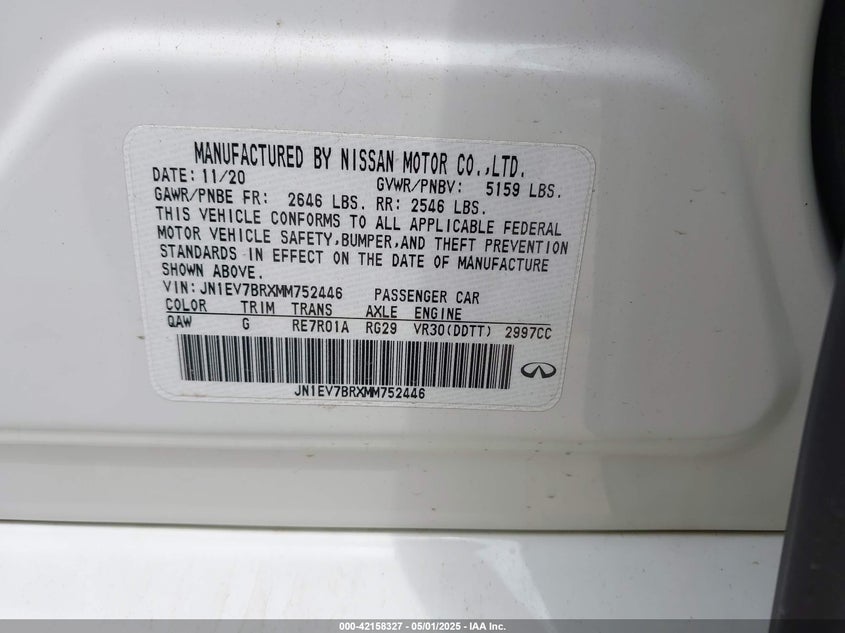 MANUFACTURED BY NISSAN MOTOR CO.,LTD.
DATE: 11/20 GVWR/PNBV: 5159 LBS.
GAWR/PNBE FR: 2646 LBS. RR: 2546 LBS.
THIS VEHICLE CONFORMS TO ALL APPLICABLE FEDERAL
MOTOR VEHICLE SAFETY,BUMPER,AND THEFT PREVENTION
STANDARDS IN EFFECT ON THE DATE OF MANUFACTURE
SHOWN ABOVE.
VIN: JN1EV7BRXMM752446 PASSENGER CAR
COLOR TRIM TRANS AXLE ENGINE
QAW G RE7R01A RG29 VR30(DDTT) 2997CC
JN1EV7BRXMM752446
000-42158327 - 05/01/2025 - IAA Inc.